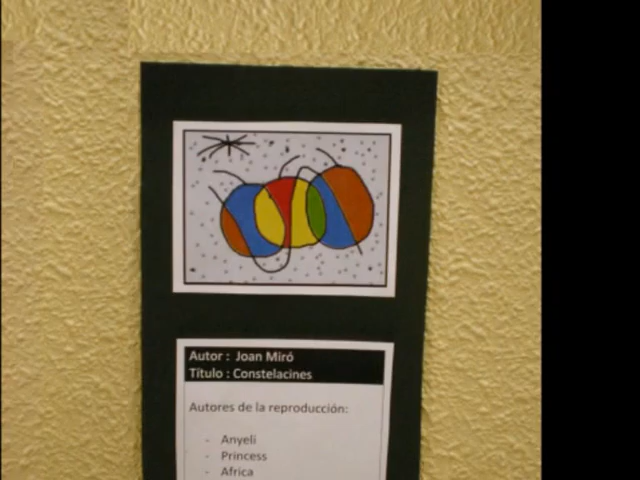 Autor : Joan Miró
Título : Constelacines
Autores de la reproducción:
- Anyeli
- Princess
- Africa